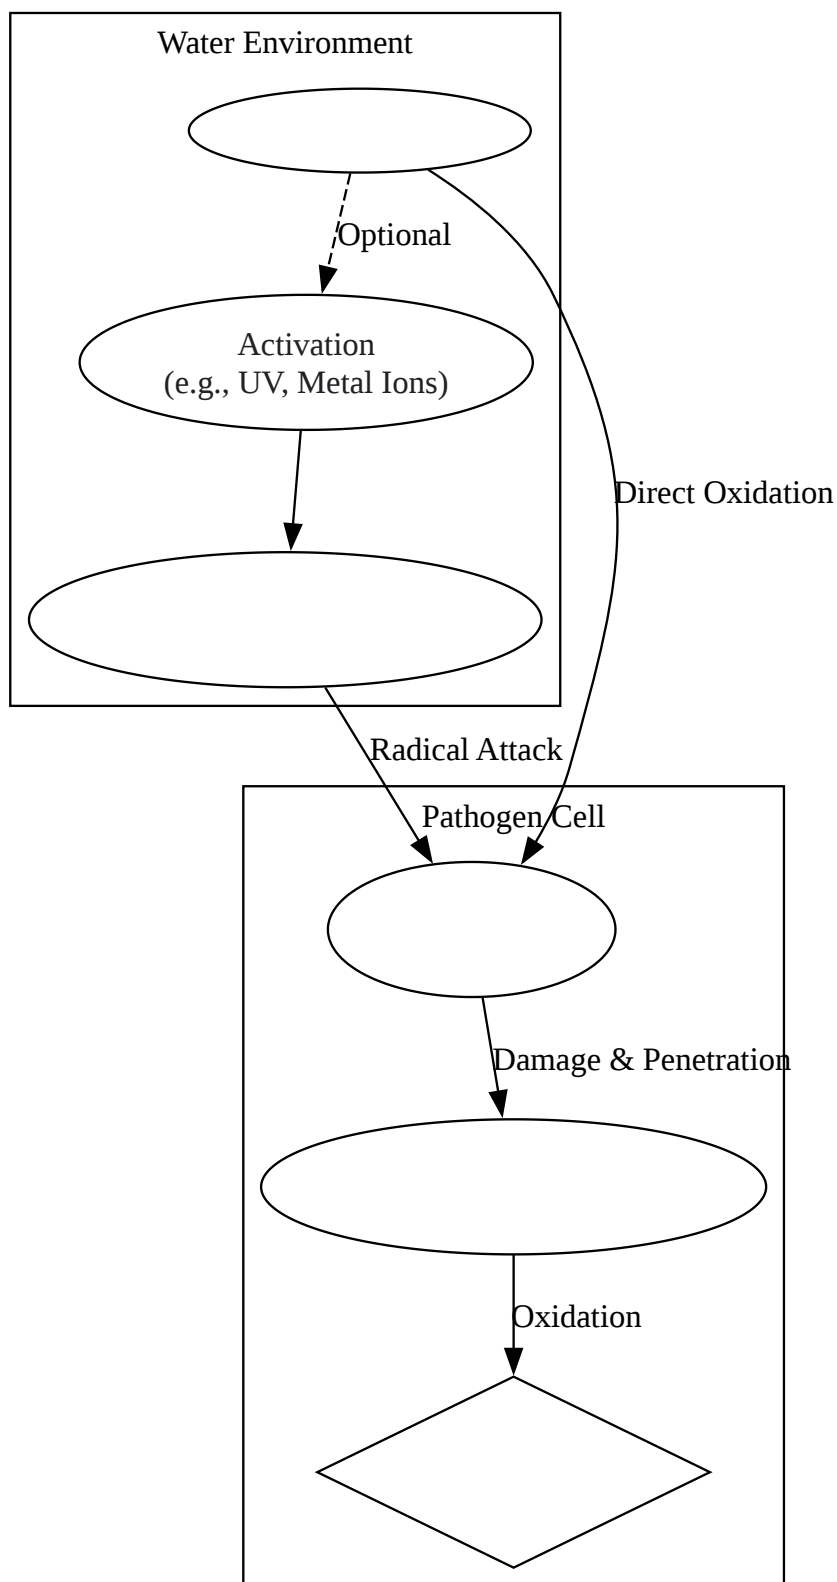 Water Environment
Optional
Activation
(e.g., UV, Metal Ions)
Direct Oxidation
Radical Attack
Pathogen Cell
Damage & Penetration
Oxidation